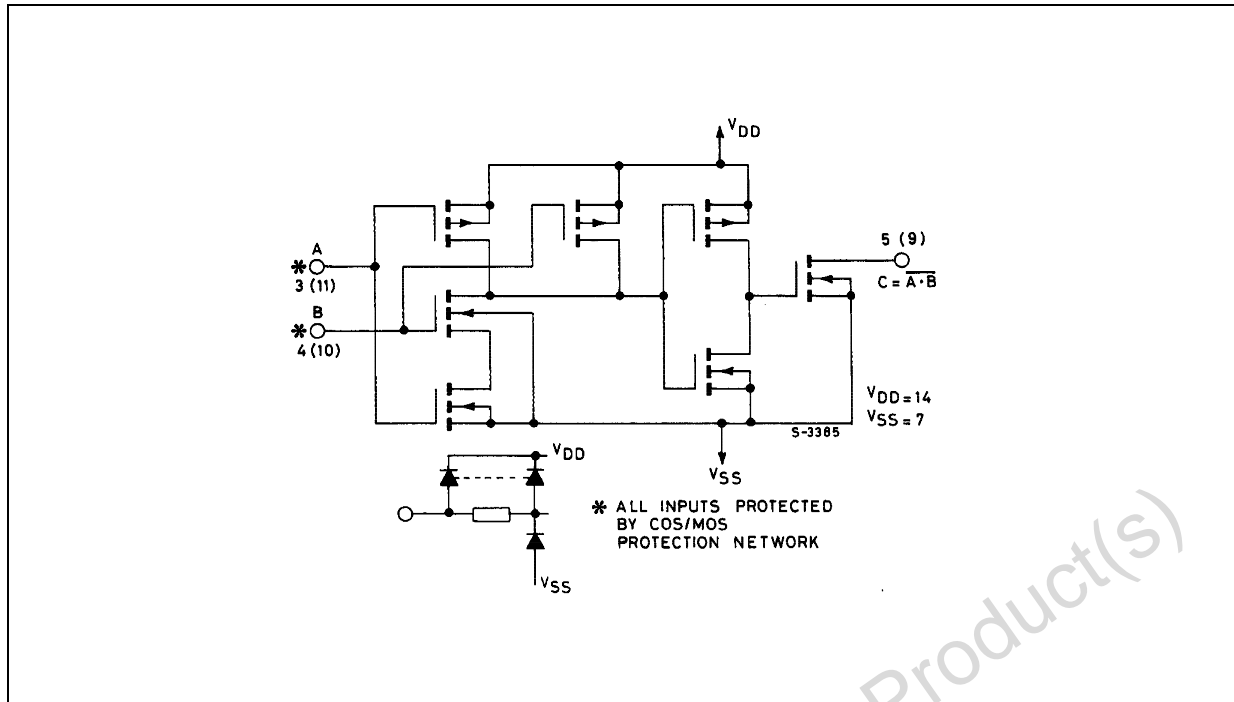 VDD
A
* 3 (11)
B
* 4 (10)
5 (9)
C = A·B
VDD = 14
VSS = 7
S-3385
VSS
VDD
* ALL INPUTS PROTECTED
BY COS/MOS
PROTECTION NETWORK
VSS
Product(s)